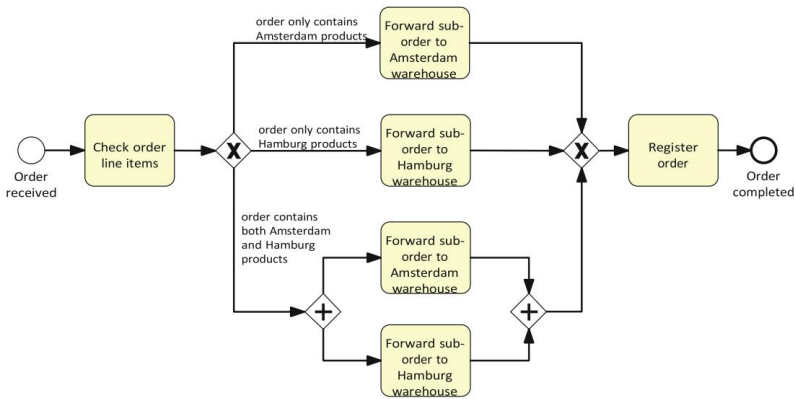 order only contains
Amsterdam products
Forward sub-
order to
Amsterdam
warehouse
Order
received
Check order
line items
X
order only contains
Hamburg products
Forward sub-
order to
Hamburg
warehouse
X
Register
order
Order
completed
order contains
both Amsterdam
and Hamburg
products
Forward sub-
order to
Amsterdam
warehouse
+
+
Forward sub-
order to
Hamburg
warehouse